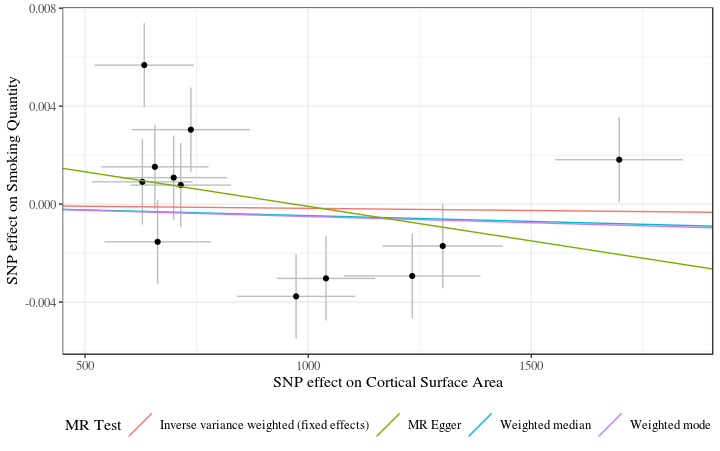 0.008
0.004
0.000
-0.004
SNP effect on Smoking Quantity
500
1000
1500
SNP effect on Cortical Surface Area
MR Test
Inverse variance weighted (fixed effects)
MR Egger
Weighted median
Weighted mode